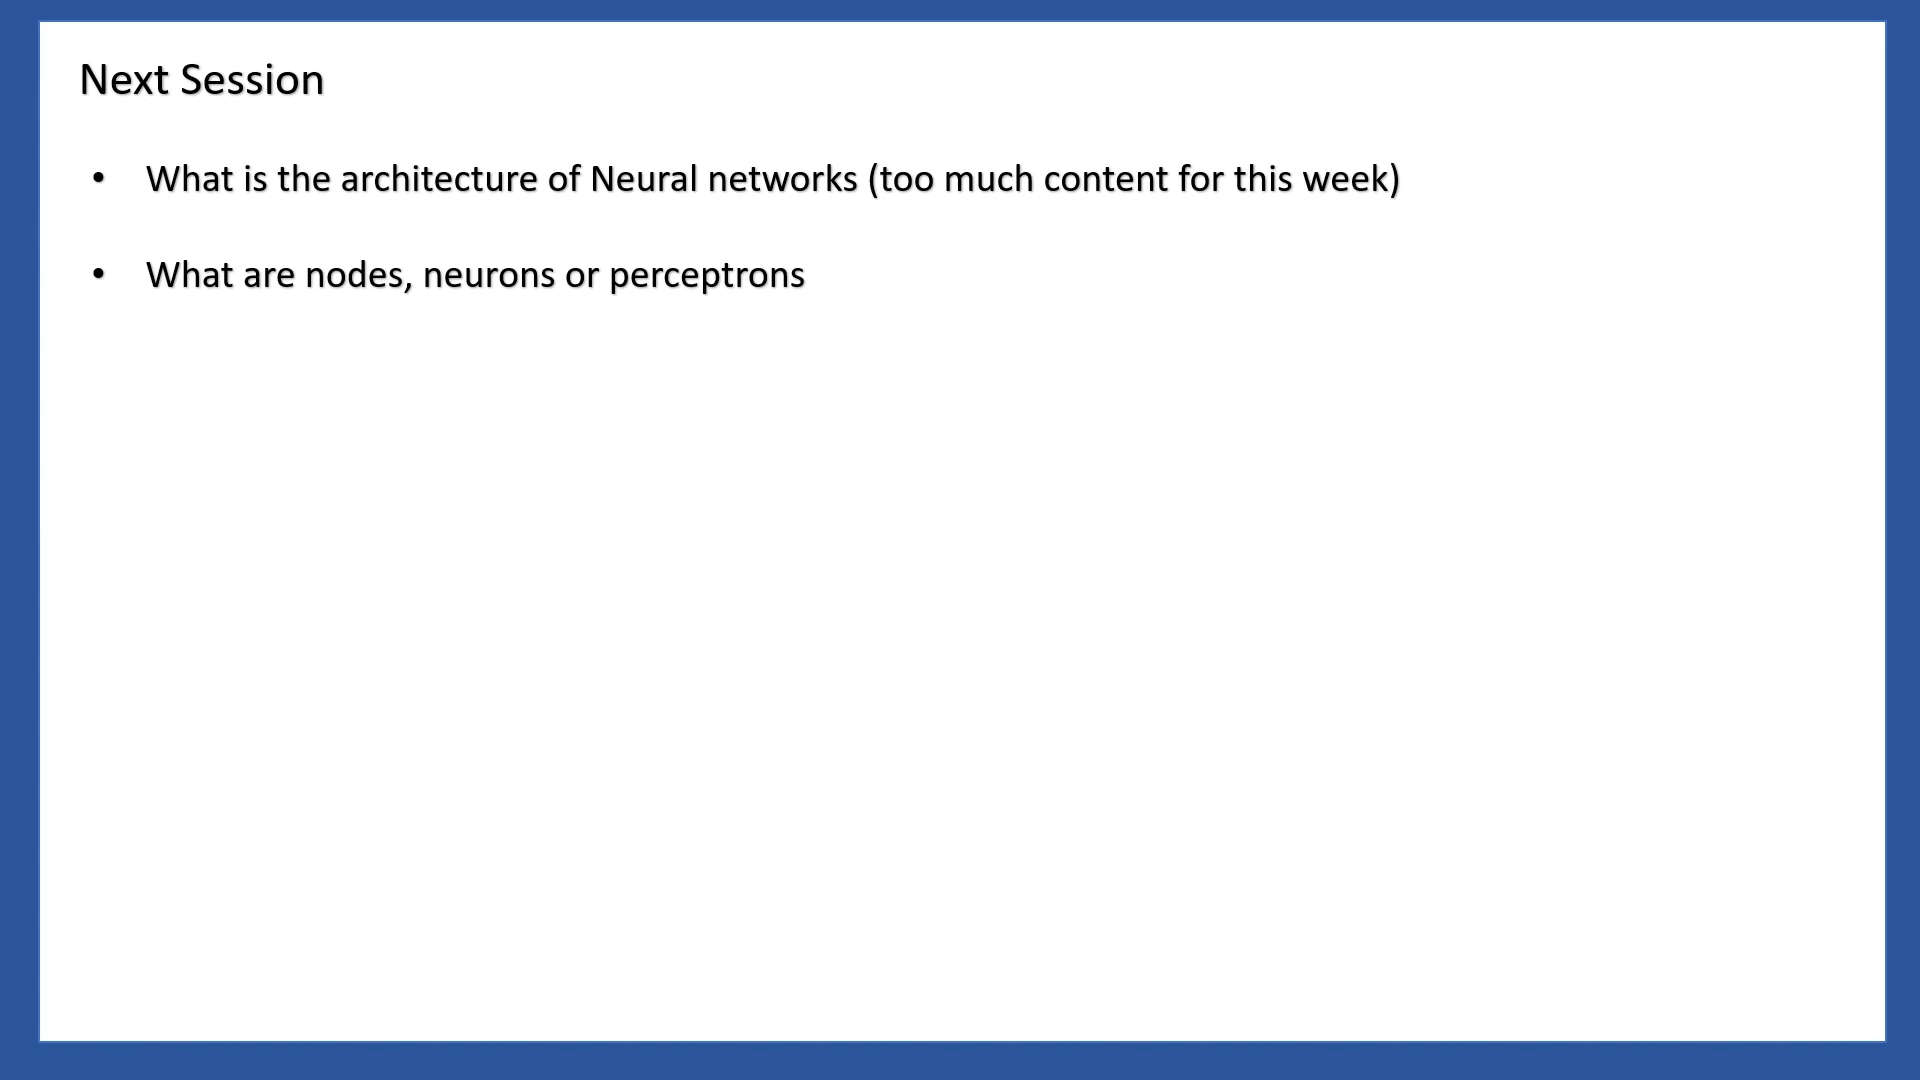 Next Session
• What is the architecture of Neural networks (too much content for this week)
• What are nodes, neurons or perceptrons